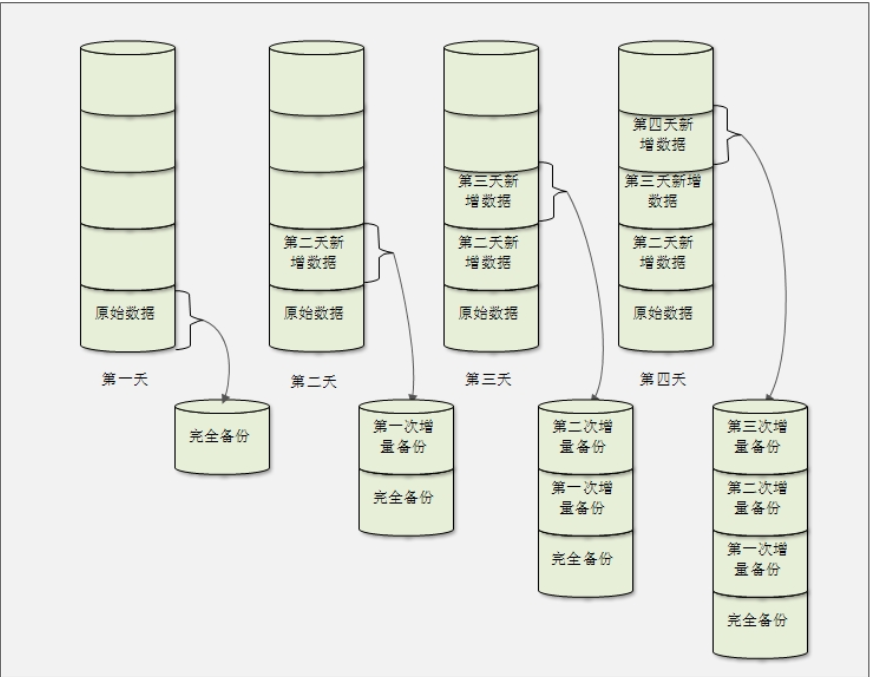 原始数据
第一天
完全备份
第二天新
增数据
原始数据
第二天
第一次增
量备份
完全备份
第三天新
增数据
第二天新
增数据
原始数据
第三天
第二次增
量备份
第一次增
量备份
完全备份
第四天新
增数据
第三天新增
数据
第二天新
增数据
原始数据
第四天
第三次增
量备份
第二次增
量备份
第一次增
量备份
完全备份